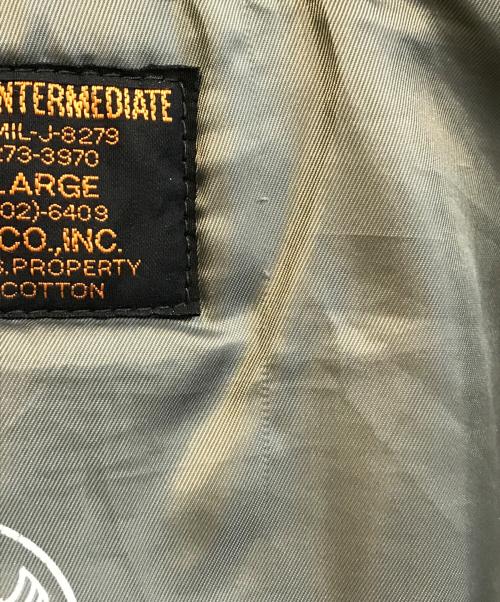 INTERMEDIATE
MIL-J-8279
273-3970
LARGE
02)-6409
CO.,INC.
S.PROPERTY
COTTON